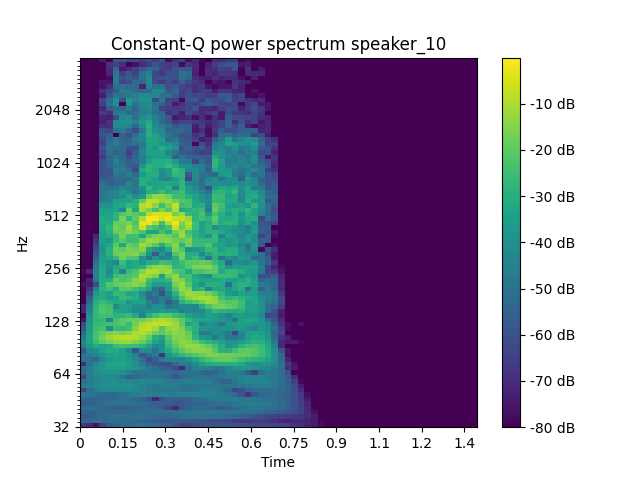 Constant-Q power spectrum speaker_10
2048
1024
512
256
128
64
32
Hz
0 0.15 0.3 0.45 0.6 0.75 0.9 1.1 1.2 1.4
Time
-10 dB
-20 dB
-30 dB
-40 dB
-50 dB
-60 dB
-70 dB
-80 dB